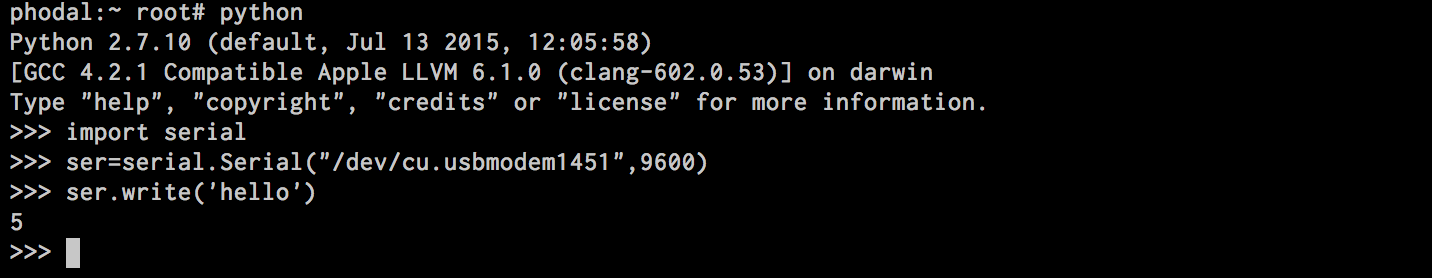 phodal:~ root# python
Python 2.7.10 (default, Jul 13 2015, 12:05:58)
[GCC 4.2.1 Compatible Apple LLVM 6.1.0 (clang-602.0.53)] on darwin
Type "help", "copyright", "credits" or "license" for more information.
>>> import serial
>>> ser=serial.Serial("/dev/cu.usbmodem1451",9600)
>>> ser.write('hello')
5
>>>